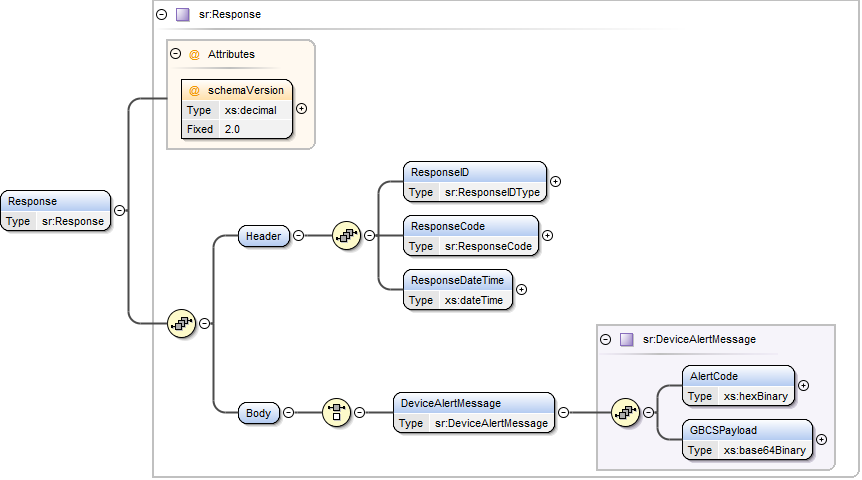 sr:Response
@ Attributes
@ schemaVersion
Type xs:decimal
Fixed 2.0
Response
Type sr:Response
Header
ResponseID
Type sr:ResponseIDType
ResponseCode
Type sr:ResponseCode
ResponseDateTime
Type xs:dateTime
Body
DeviceAlertMessage
Type sr:DeviceAlertMessage
sr:DeviceAlertMessage
AlertCode
Type xs:hexBinary
GBCSPayload
Type xs:base64Binary